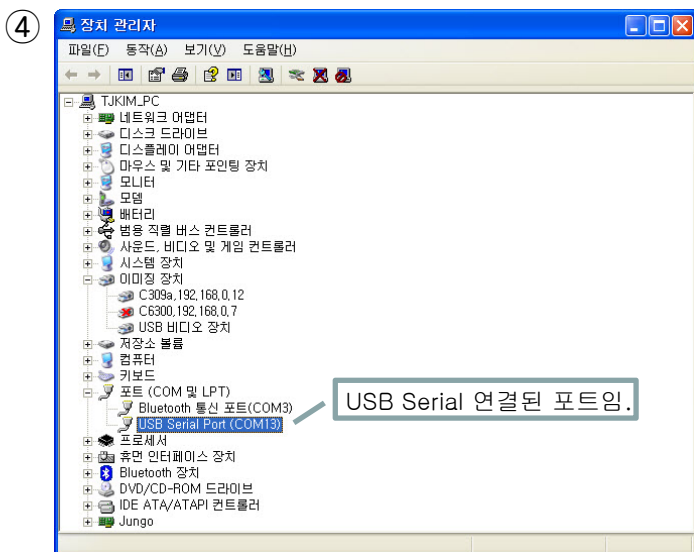 ④
장치 관리자
파일(F) 동작(A) 보기(V) 도움말(H)
TJKIM_PC
네트워크 어댑터
디스크 드라이브
디스플레이 어댑터
마우스 및 기타 포인팅 장치
모니터
모뎀
배터리
범용 직렬 버스 컨트롤러
사운드, 비디오 및 게임 컨트롤러
시스템 장치
이미징 장치
C309a,192,168,0,12
C6300,192,168,0,7
USB 비디오 장치
저장소 볼륨
컴퓨터
키보드
포트 (COM 및 LPT)
Bluetooth 통신 포트(COM3)
USB Serial Port (COM13)
USB Serial 연결된 포트임.
프로세서
휴먼 인터페이스 장치
Bluetooth 장치
DVD/CD-ROM 드라이브
IDE ATA/ATAPI 컨트롤러
Jungo